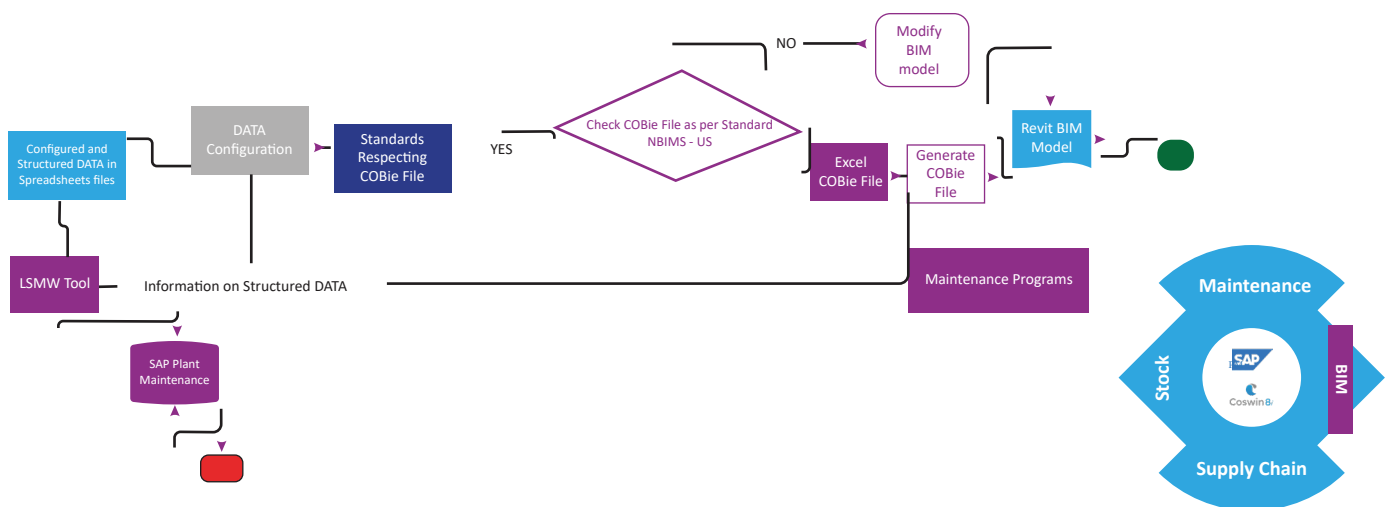 NO
Modify
BIM
model
Configured and
Structured DATA in
Spreadsheets files
DATA
Configuration
Standards
Respecting
COBie File
YES
Check COBie File as per Standard
NBIMS - US
Excel
COBie File
Generate
COBie
File
Revit BIM
Model
LSMW Tool
Information on Structured DATA
Maintenance Programs
SAP Plant
Maintenance
Maintenance
Stock
SAP
Coswin8i
BIM
Supply Chain